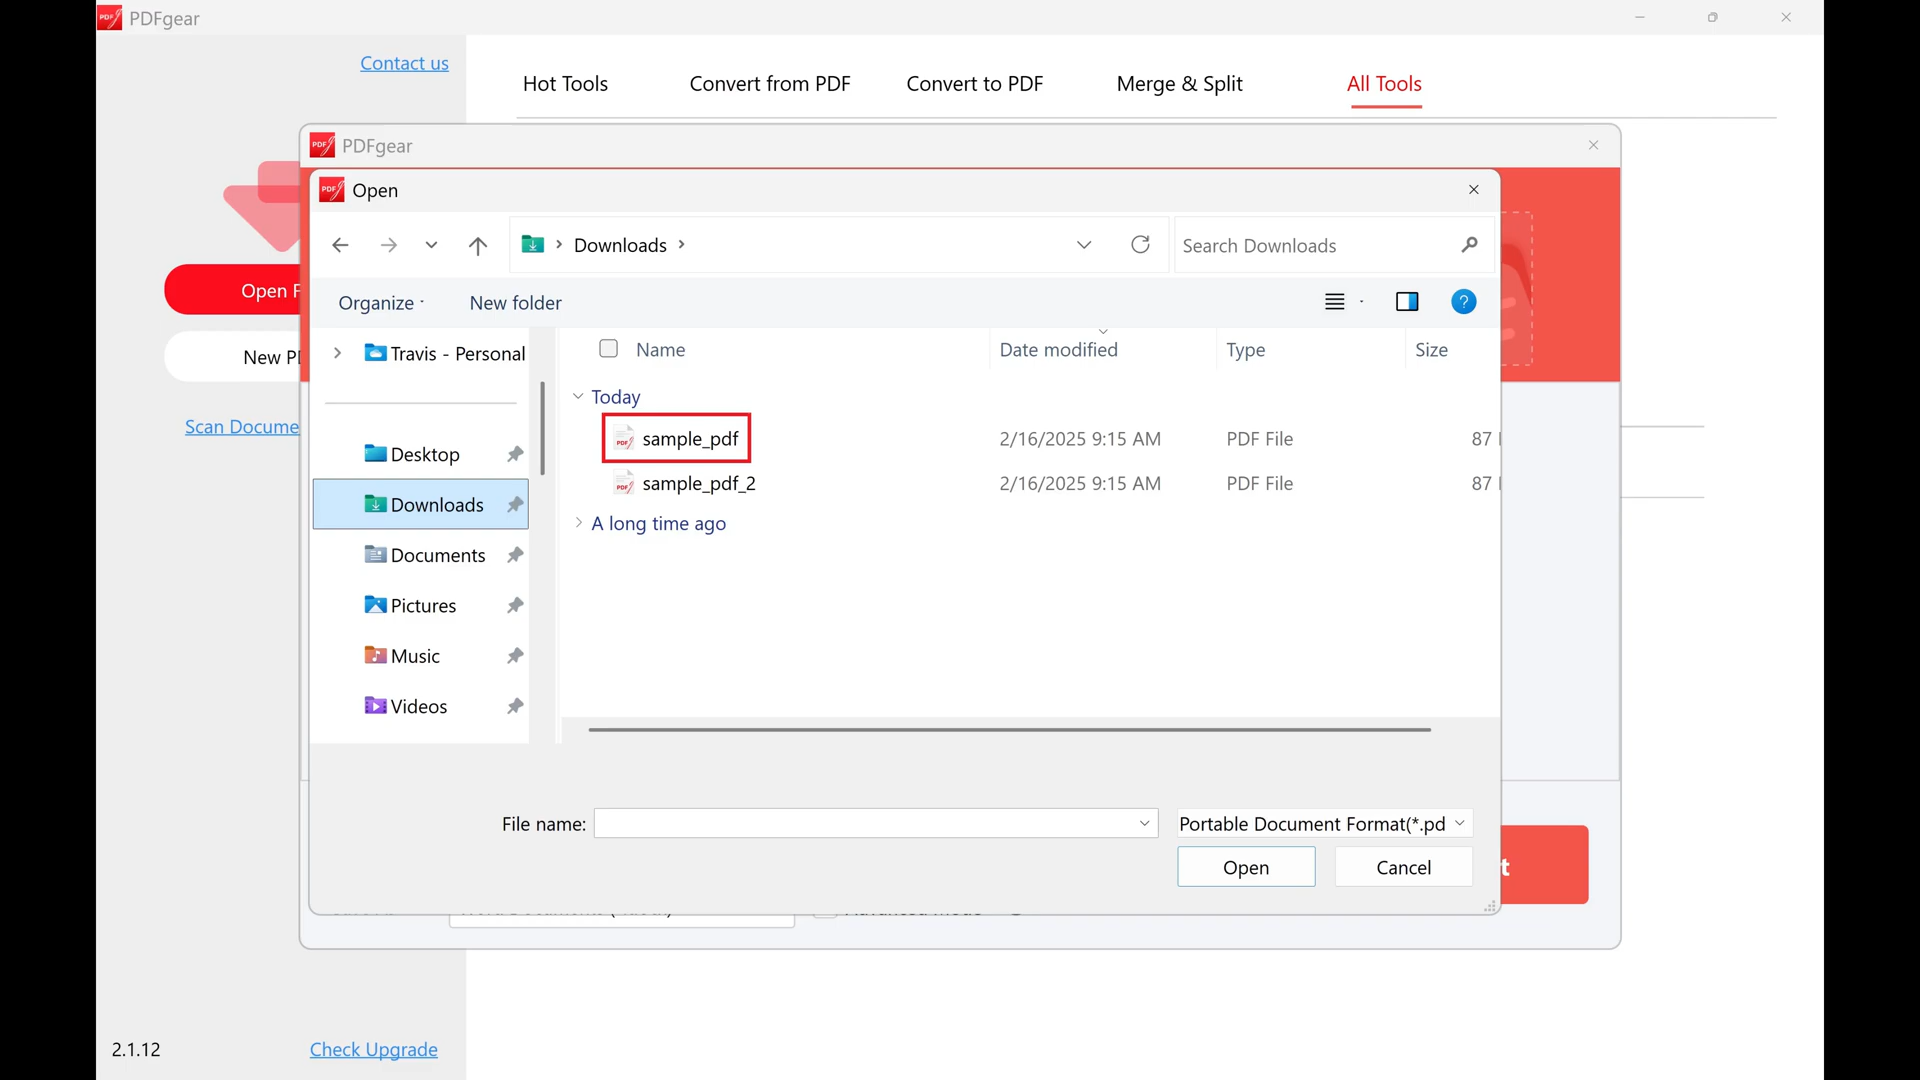 PDFgear
Contact us
Hot Tools
Convert from PDF
Convert to PDF
Merge & Split
All Tools
PDFgear
Open
Downloads
Search Downloads
Organize
New folder
Open F
New PD
Scan Docume
Travis - Personal
Desktop
Downloads
Documents
Pictures
Music
Videos
Name
Date modified
Type
Size
Today
sample_pdf
2/16/2025 9:15 AM
PDF File
87
sample_pdf_2
2/16/2025 9:15 AM
PDF File
87
A long time ago
File name:
Portable Document Format(*.pd
Open
Cancel
t
2.1.12
Check Upgrade